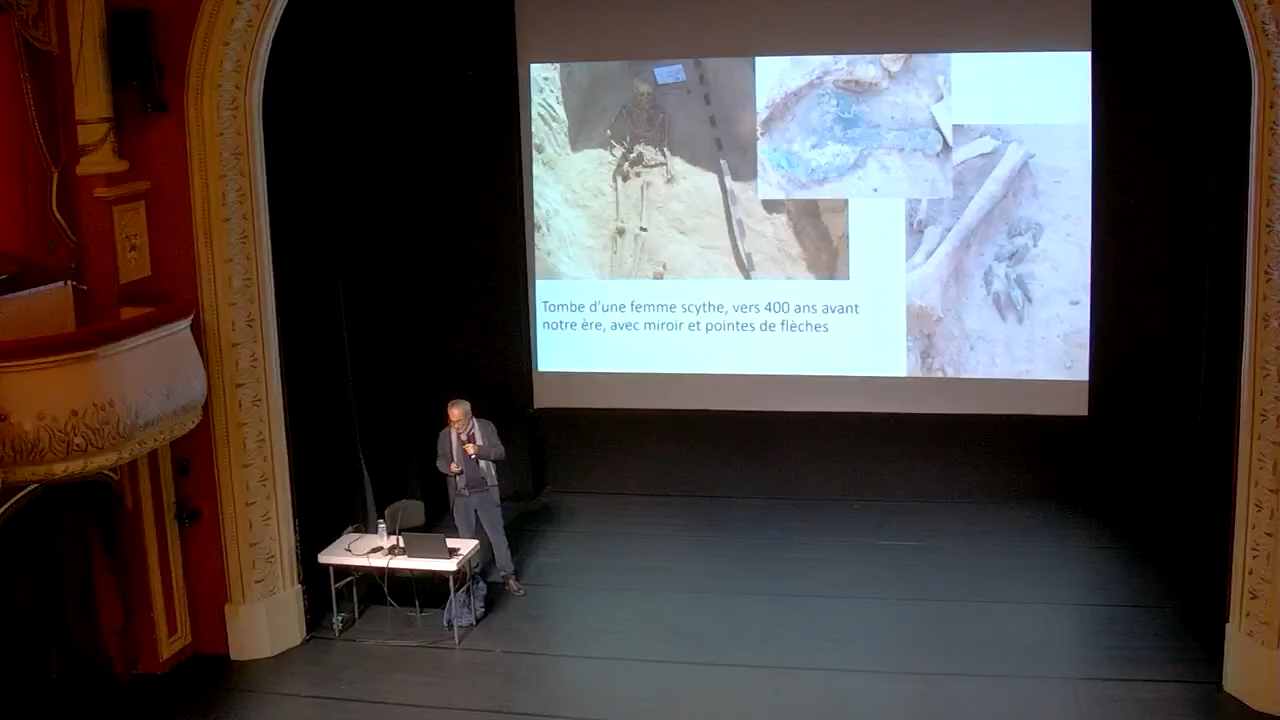 Tombe d'une femme scythe, vers 400 ans avant
notre ère, avec miroir et pointes de flèches